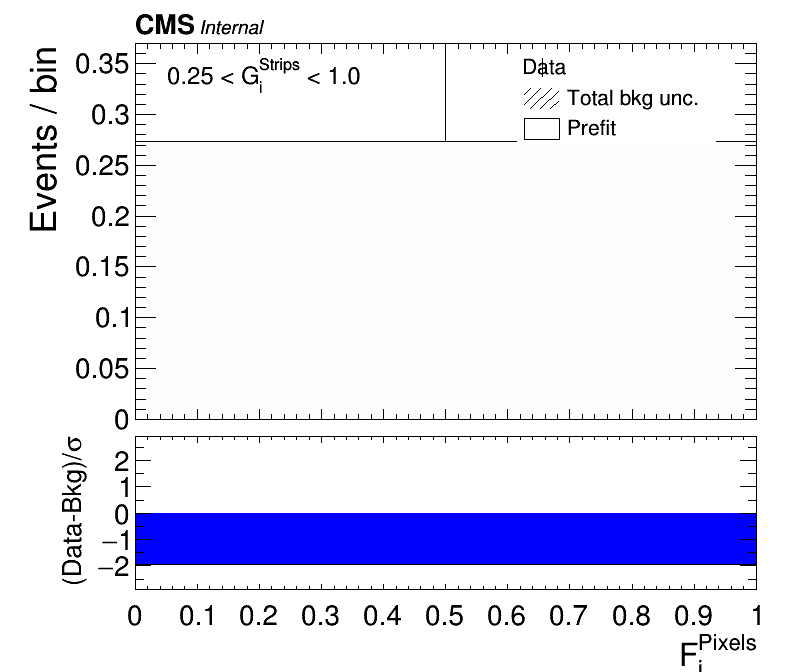 CMS Internal
Events / bin
0.35
0.3
0.25
0.2
0.15
0.1
0.05
0
0.25 < G_i^Strips < 1.0
Data
Total bkg unc.
Prefit
(Data-Bkg)/σ
2
1
0
−1
−2
0 0.1 0.2 0.3 0.4 0.5 0.6 0.7 0.8 0.9 1
F_i^Pixels